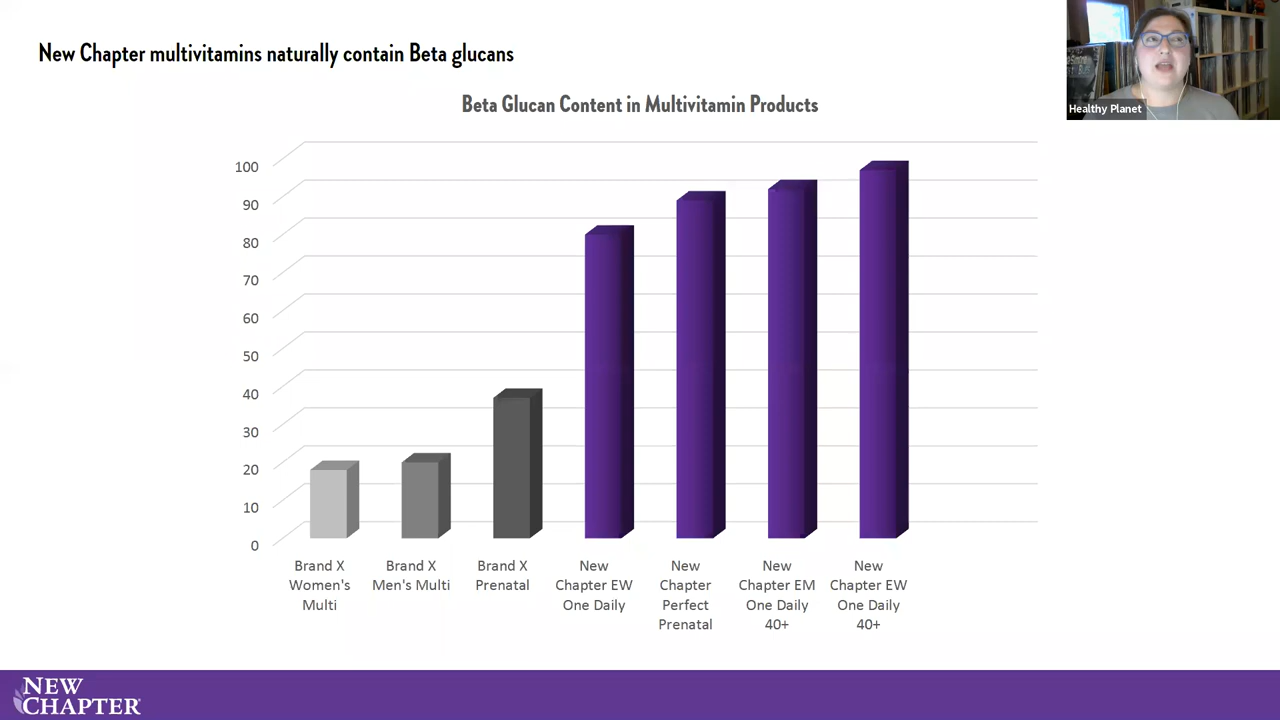 New Chapter multivitamins naturally contain Beta glucans
Healthy Planet
Beta Glucan Content in Multivitamin Products
100
90
80
70
60
50
40
30
20
10
0
Brand X
Women's
Multi
Brand X
Men's Multi
Brand X
Prenatal
New
Chapter EW
One Daily
New
Chapter
Perfect
Prenatal
New
Chapter EM
One Daily
40+
New
Chapter EW
One Daily
40+
NEW
CHAPTER